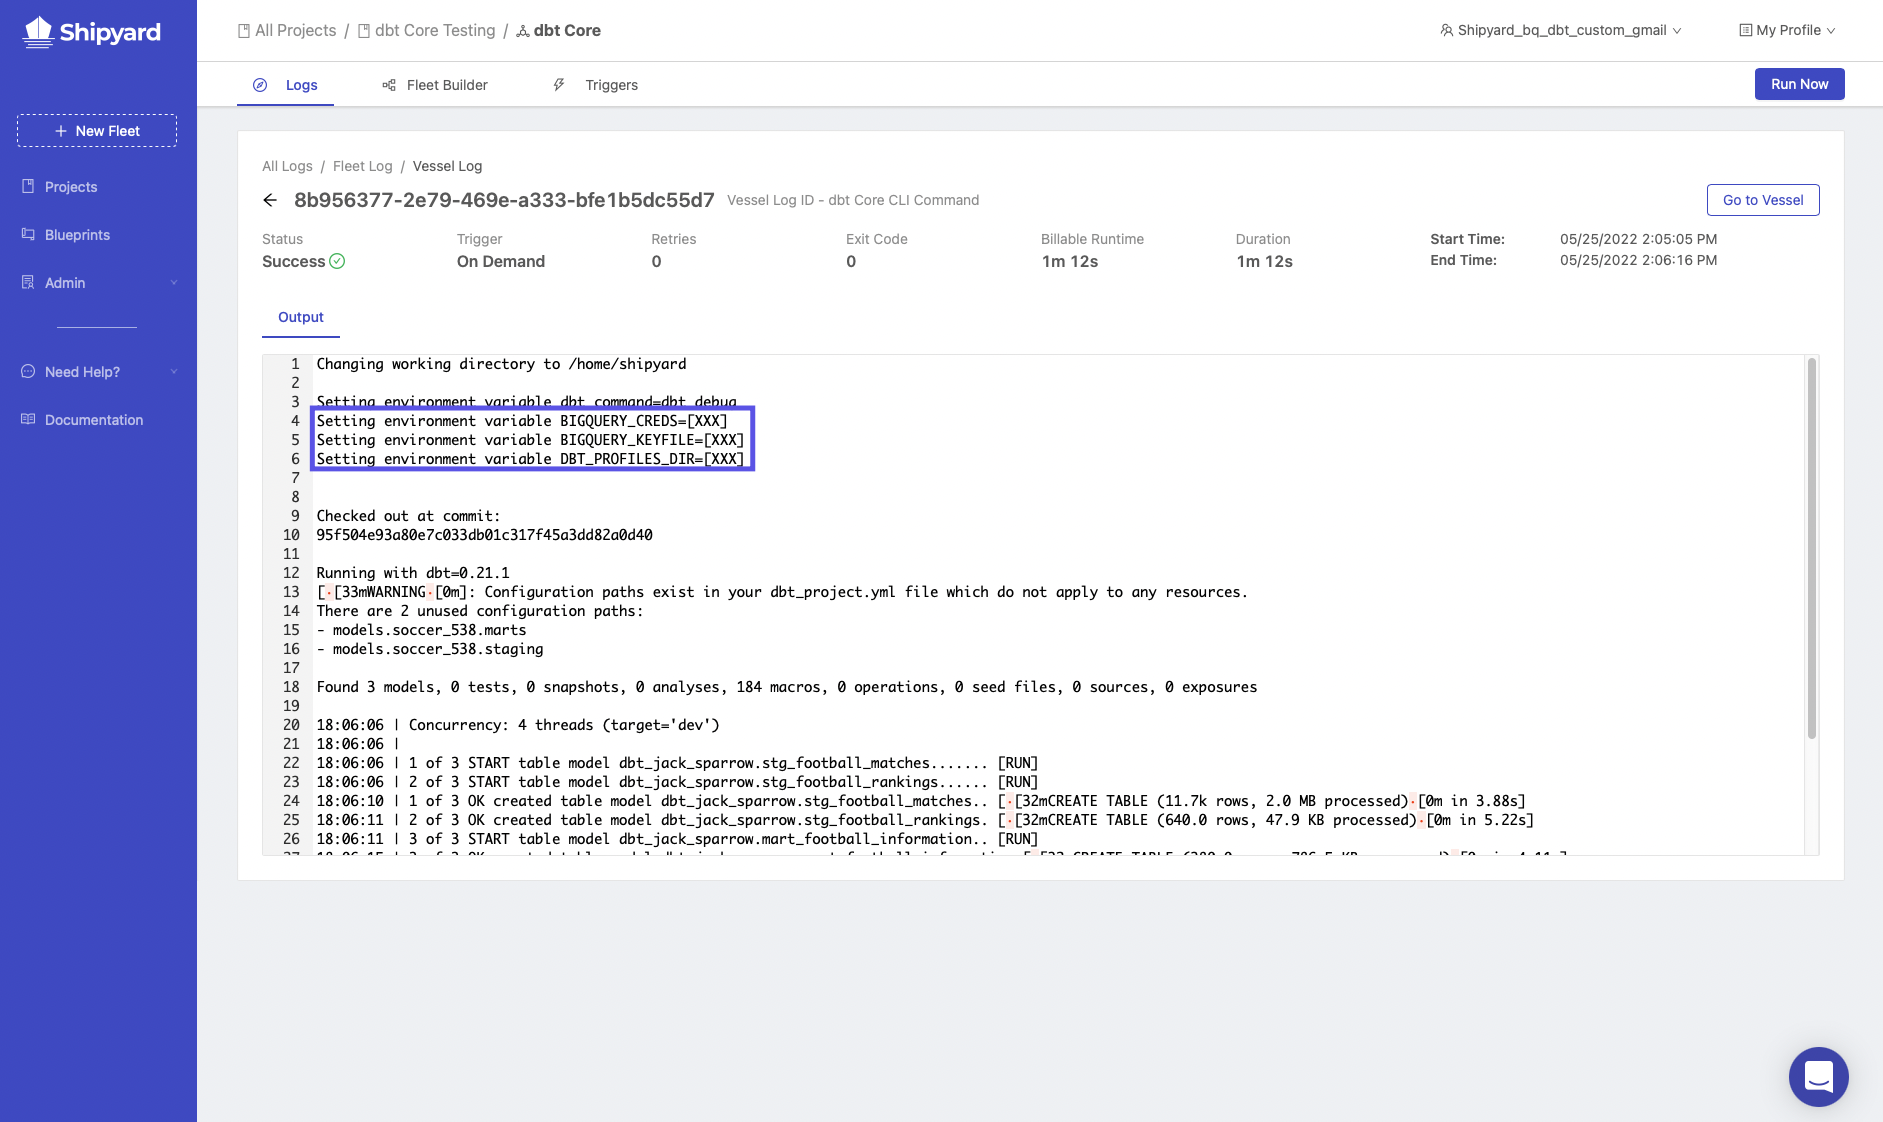 Shipyard
All Projects / dbt Core Testing / dbt Core
Shipyard_bq_dbt_custom_gmail
My Profile
Logs
Fleet Builder
Triggers
Run Now
+ New Fleet
Projects
Blueprints
Admin
Need Help?
Documentation
All Logs / Fleet Log / Vessel Log
8b956377-2e79-469e-a333-bfe1b5dc55d7 Vessel Log ID - dbt Core CLI Command
Go to Vessel
Status
Success
Trigger
On Demand
Retries
0
Exit Code
0
Billable Runtime
1m 12s
Duration
1m 12s
Start Time: 05/25/2022 2:05:05 PM
End Time: 05/25/2022 2:06:16 PM
Output
1 Changing working directory to /home/shipyard
2
3 Setting environment variable dbt_command=dbt debug
4 Setting environment variable BIGQUERY_CREDS=[XXX]
5 Setting environment variable BIGQUERY_KEYFILE=[XXX]
6 Setting environment variable DBT_PROFILES_DIR=[XXX]
7
8
9 Checked out at commit:
10 95f504e93a80e7c033db01c317f45a3dd82a0d40
11
12 Running with dbt=0.21.1
13 [·[33mWARNING·[0m]: Configuration paths exist in your dbt_project.yml file which do not apply to any resources.
14 There are 2 unused configuration paths:
15 - models.soccer_538.marts
16 - models.soccer_538.staging
17
18 Found 3 models, 0 tests, 0 snapshots, 0 analyses, 184 macros, 0 operations, 0 seed files, 0 sources, 0 exposures
19
20 18:06:06 | Concurrency: 4 threads (target='dev')
21 18:06:06 |
22 18:06:06 | 1 of 3 START table model dbt_jack_sparrow.stg_football_matches....... [RUN]
23 18:06:06 | 2 of 3 START table model dbt_jack_sparrow.stg_football_rankings...... [RUN]
24 18:06:10 | 1 of 3 OK created table model dbt_jack_sparrow.stg_football_matches.. [·[32mCREATE TABLE (11.7k rows, 2.0 MB processed)·[0m in 3.88s]
25 18:06:11 | 2 of 3 OK created table model dbt_jack_sparrow.stg_football_rankings. [·[32mCREATE TABLE (640.0 rows, 47.9 KB processed)·[0m in 5.22s]
26 18:06:11 | 3 of 3 START table model dbt_jack_sparrow.mart_football_information.. [RUN]